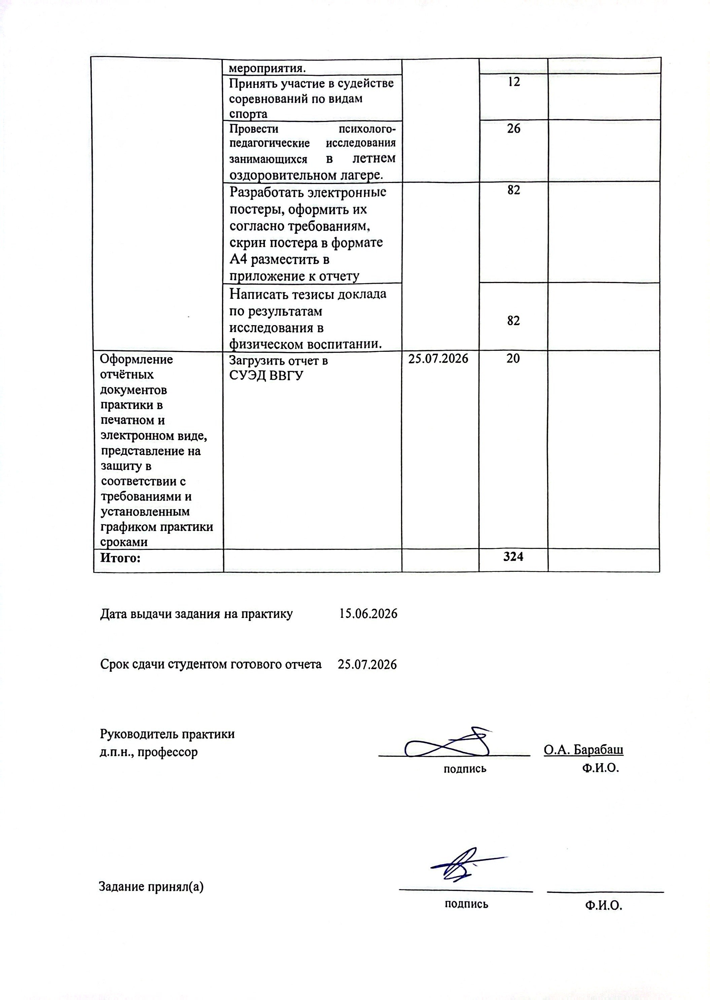 мероприятия.
Принять участие в судействе
соревнований по видам
спорта
12
Провести психолого-
педагогические исследования
занимающихся в летнем
оздоровительном лагере.
26
Разработать электронные
постеры, оформить их
согласно требованиям,
скрин постера в формате
А4 разместить в
приложение к отчету
82
Написать тезисы доклада
по результатам
исследования в
физическом воспитании.
82
Оформление
отчётных
документов
практики в
печатном и
электронном виде,
представление на
защиту в
соответствии с
требованиями и
установленным
графиком практики
сроками
Загрузить отчет в
СУЭД ВВГУ
25.07.2026
20
Итого:
324
Дата выдачи задания на практику 15.06.2026
Срок сдачи студентом готового отчета 25.07.2026
Руководитель практики
д.п.н., профессор
О.А. Барабаш
подпись
Ф.И.О.
Задание принял(а)
подпись
Ф.И.О.